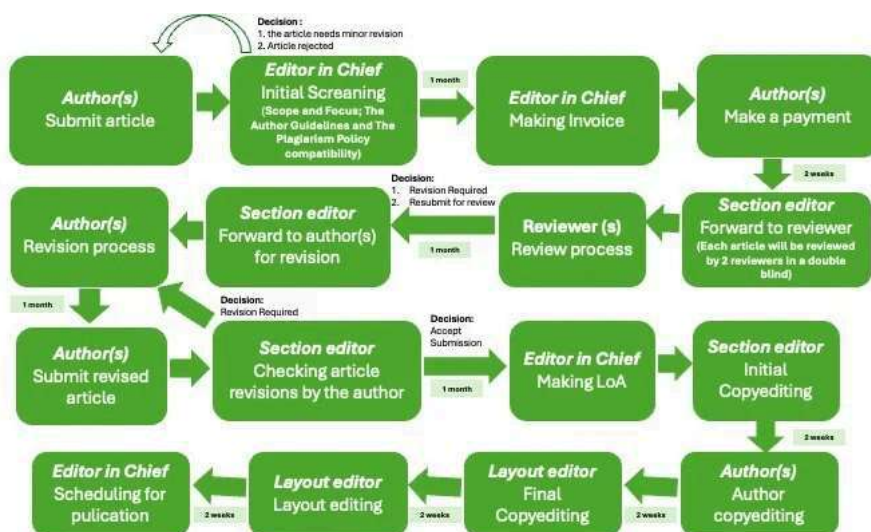 Decision :
1. the article needs minor revision
2. Article rejected
Author(s)
Submit article
Editor in Chief
Initial Screaning
(Scope and Focus; The
Author Guidelines and The
Plagiarism Policy
compatibility)
1 month
Editor in Chief
Making Invoice
Author(s)
Make a payment
2 weeks
Section editor
Forward to reviewer
(Each article will be reviewed
by 2 reviewers in a double
blind)
Reviewer (s)
Review process
Decision:
1. Revision Required
2. Resubmit for review
1 month
Section editor
Forward to author(s)
for revision
Author(s)
Revision process
1 month
Author(s)
Submit revised
article
Decision:
Revision Required
Section editor
Checking article
revisions by the author
Decision:
Accept
Submission
1 month
Editor in Chief
Making LoA
Section editor
Initial
Copyediting
2 weeks
Author(s)
Author
copyediting
2 weeks
Layout editor
Final
Copyediting
2 weeks
Layout editor
Layout editing
2 weeks
Editor in Chief
Scheduling for
pulication